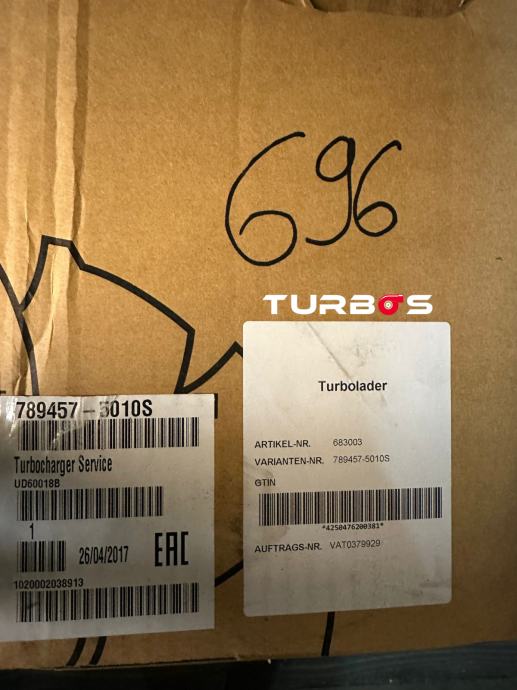 696
TURBOS
789457-5010S
Turbocharger Service
UD60018B
1
26/04/2017
EAC
1020002038913
Turbolader
ARTIKEL-NR. 683003
VARIANTEN-NR. 789457-5010S
GTIN
*4250476200381*
AUFTRAGS-NR. VAT0379929